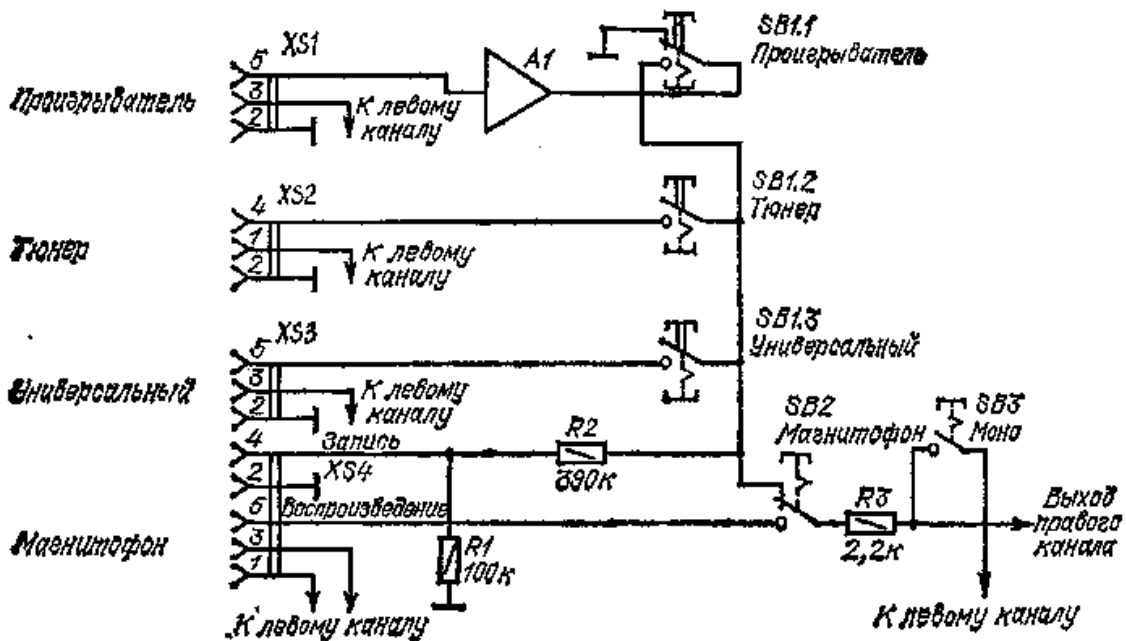 Проигрыватель
5
3
2
XS1
К левому
каналу
A1
SB1.1
Проигрыватель
Тюнер
4
1
2
XS2
К левому
каналу
SB1.2
Тюнер
Универсальный
5
3
2
XS3
К левому
каналу
SB1.3
Универсальный
Магнитофон
4
2
5
3
1
Запись
XS4
Воспроизведение
R1
100к
R2
390к
SB2
Магнитофон
SB3
Моно
R3
2,2к
Выход
правого
канала
К левому каналу
К левому каналу